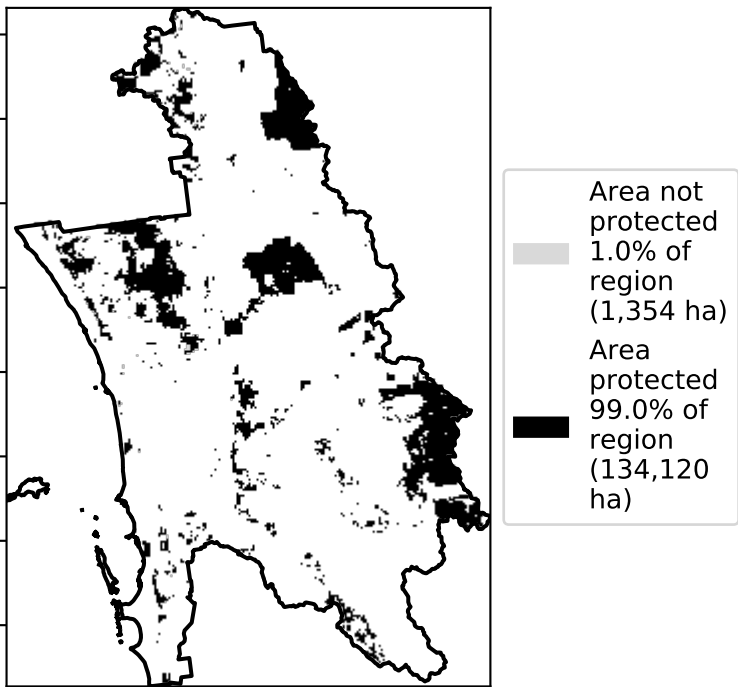 Area not
protected
1.0% of
region
(1,354 ha)
Area
protected
99.0% of
region
(134,120
ha)